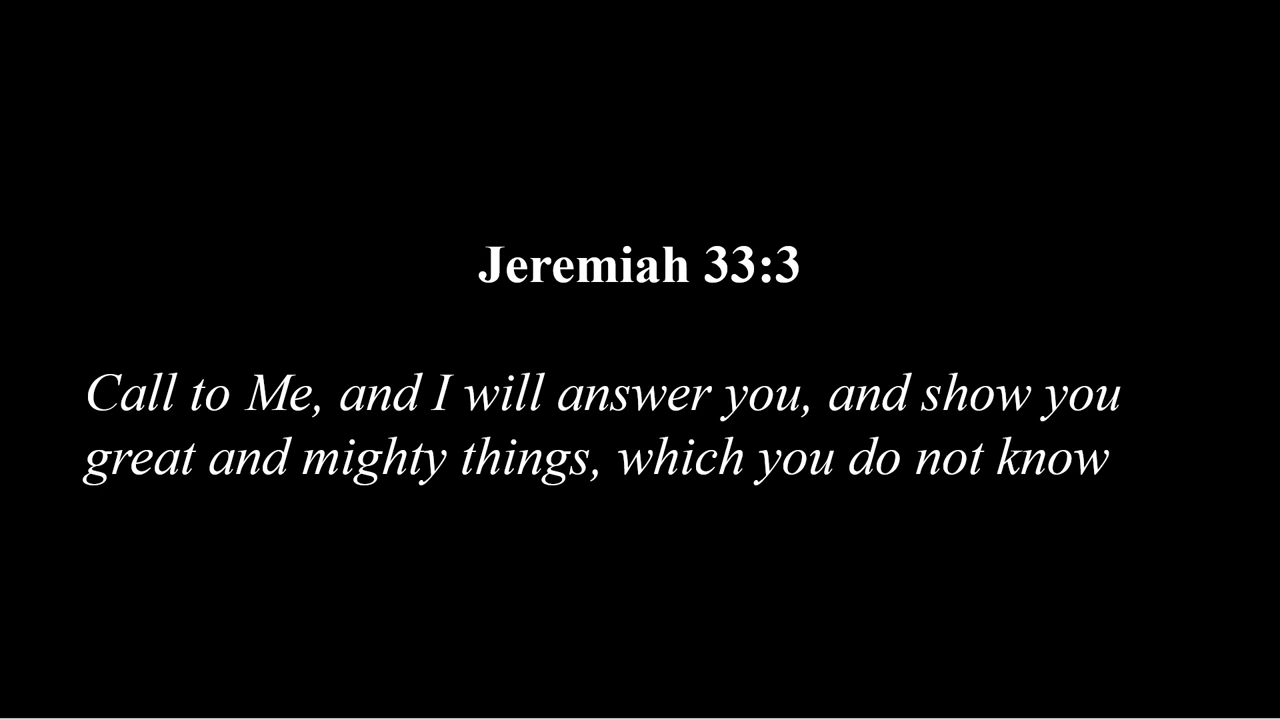 Jeremiah 33:3
Call to Me, and I will answer you, and show you
great and mighty things, which you do not know